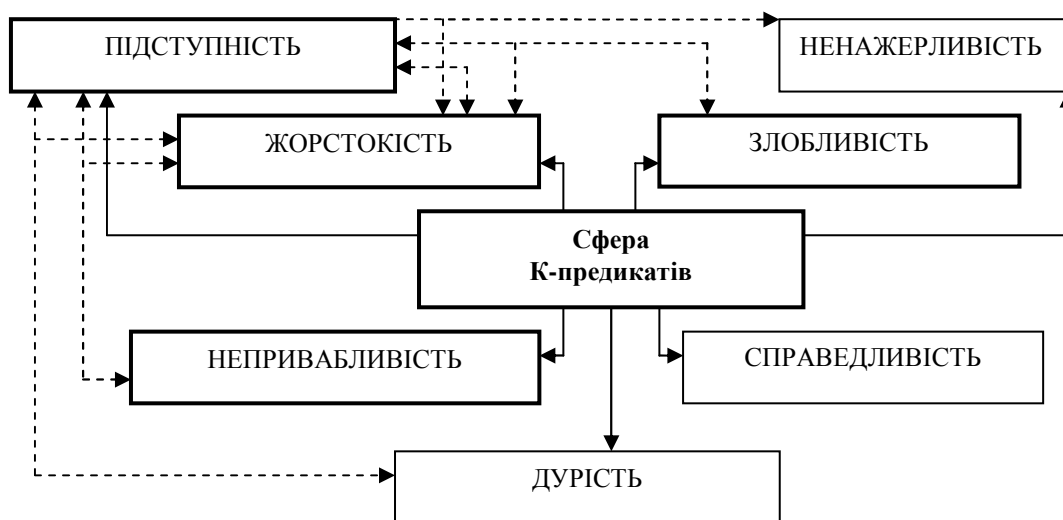 ПІДСТУПНІСТЬ
НЕНАЖЕРЛИВІСТЬ
ЖОРСТОКІСТЬ
ЗЛОБЛИВІСТЬ
Сфера
К-предикатів
НЕПРИВАБЛИВІСТЬ
СПРАВЕДЛИВІСТЬ
ДУРІСТЬ